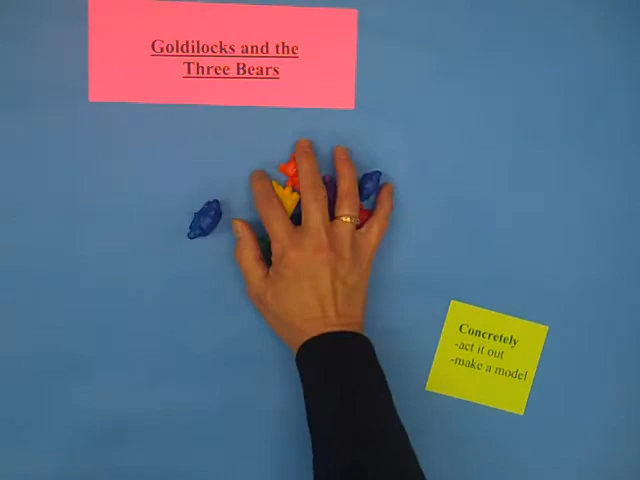 Goldilocks and the
Three Bears
Concretely
-act it out
-make a model